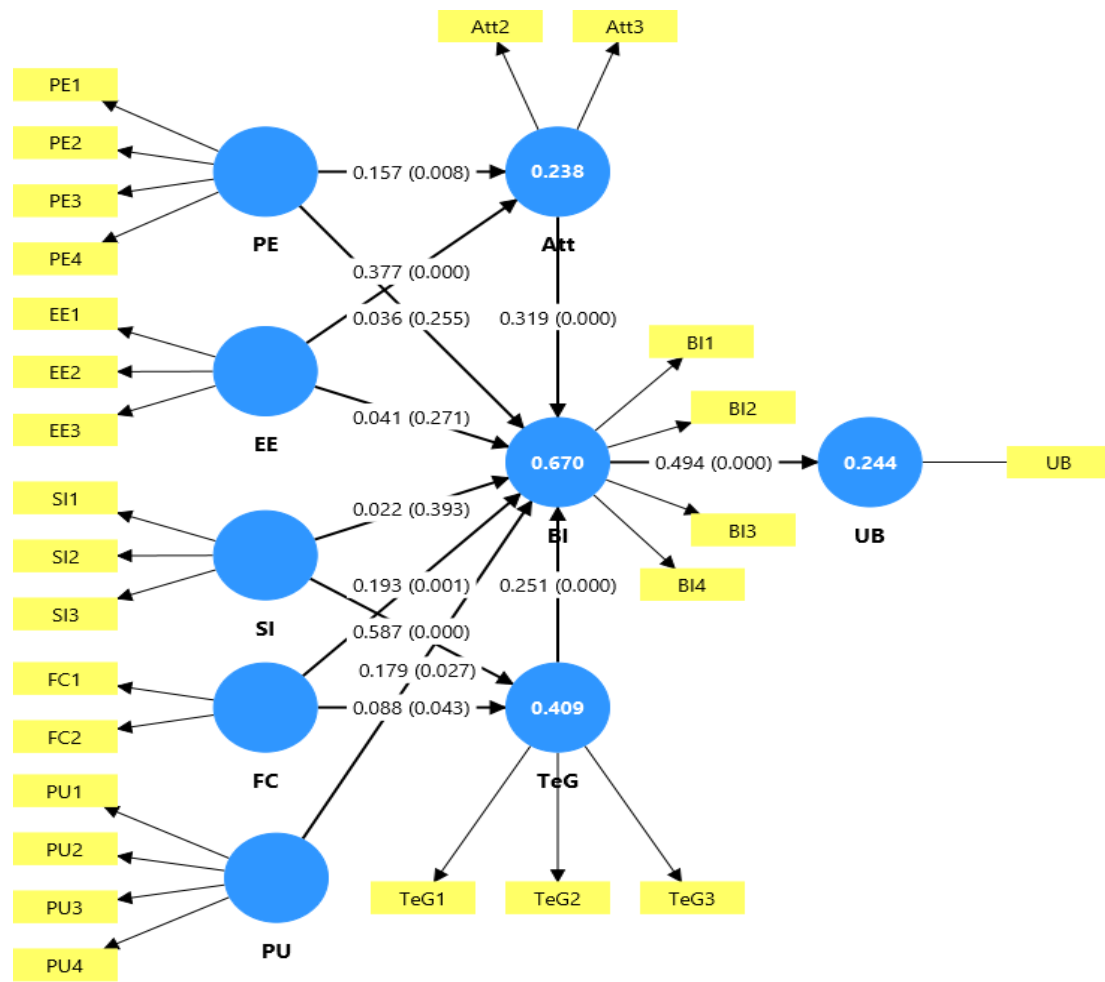 Att2 Att3
PE1
PE2
PE3
PE4
PE
0.157 (0.008)
0.238
Att
0.377 (0.000)
0.036 (0.255)
0.319 (0.000)
EE1
EE2
EE3
EE
0.041 (0.271)
BI1
BI2
BI3
BI4
0.670
BI
0.494 (0.000)
0.244
UB
UB
SI1
SI2
SI3
SI
0.022 (0.393)
0.193 (0.001)
0.251 (0.000)
0.587 (0.000)
0.179 (0.027)
FC1
FC2
FC
0.088 (0.043)
0.409
TeG
PU1
PU2
PU3
PU4
PU
TeG1 TeG2 TeG3